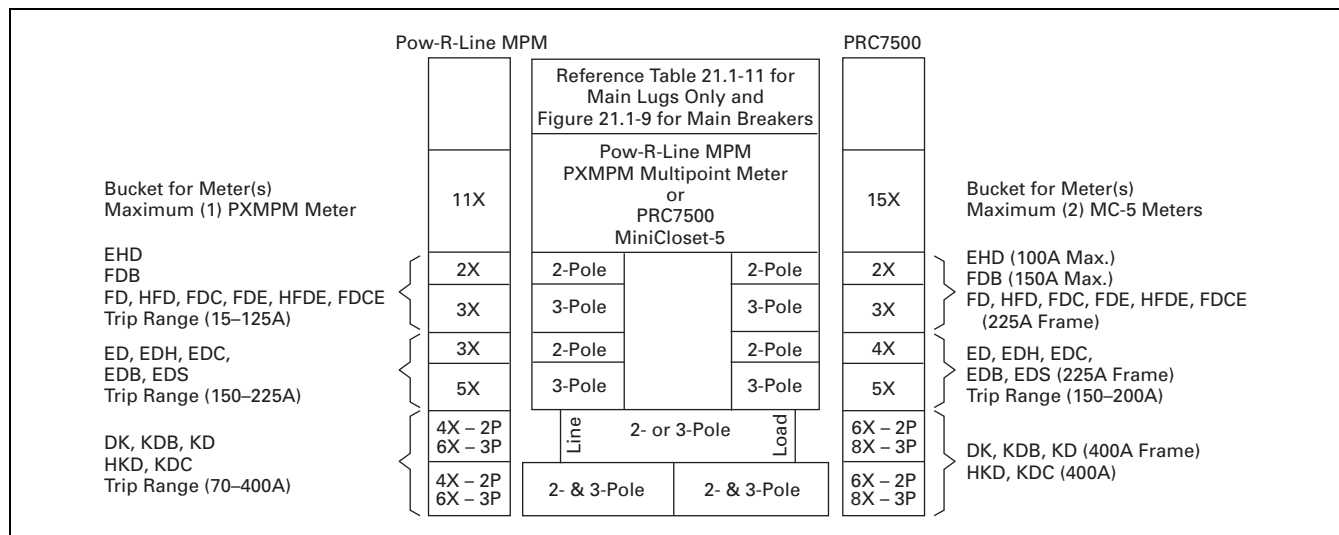 Pow-R-Line MPM
PRC7500
Reference Table 21.1-11 for
Main Lugs Only and
Figure 21.1-9 for Main Breakers
Bucket for Meter(s)
Maximum (1) PXMPM Meter
11X
Pow-R-Line MPM
PXMPM Multipoint Meter
or
PRC7500
MiniCloset-5
15X
Bucket for Meter(s)
Maximum (2) MC-5 Meters
EHD
FDB
FD, HFD, FDC, FDE, HFDE, FDCE
Trip Range (15–125A)
2X
2-Pole
2-Pole
2X
3X
3-Pole
3-Pole
3X
EHD (100A Max.)
FDB (150A Max.)
FD, HFD, FDC, FDE, HFDE, FDCE
(225A Frame)
ED, EDH, EDC,
EDB, EDS
Trip Range (150–225A)
3X
2-Pole
2-Pole
4X
5X
3-Pole
3-Pole
5X
ED, EDH, EDC,
EDB, EDS (225A Frame)
Trip Range (150–200A)
DK, KDB, KD
HKD, KDC
Trip Range (70–400A)
4X – 2P
6X – 3P
Line
2- or 3-Pole
Load
6X – 2P
8X – 3P
4X – 2P
6X – 3P
2- & 3-Pole
2- & 3-Pole
6X – 2P
8X – 3P
DK, KDB, KD (400A Frame)
HKD, KDC (400A)